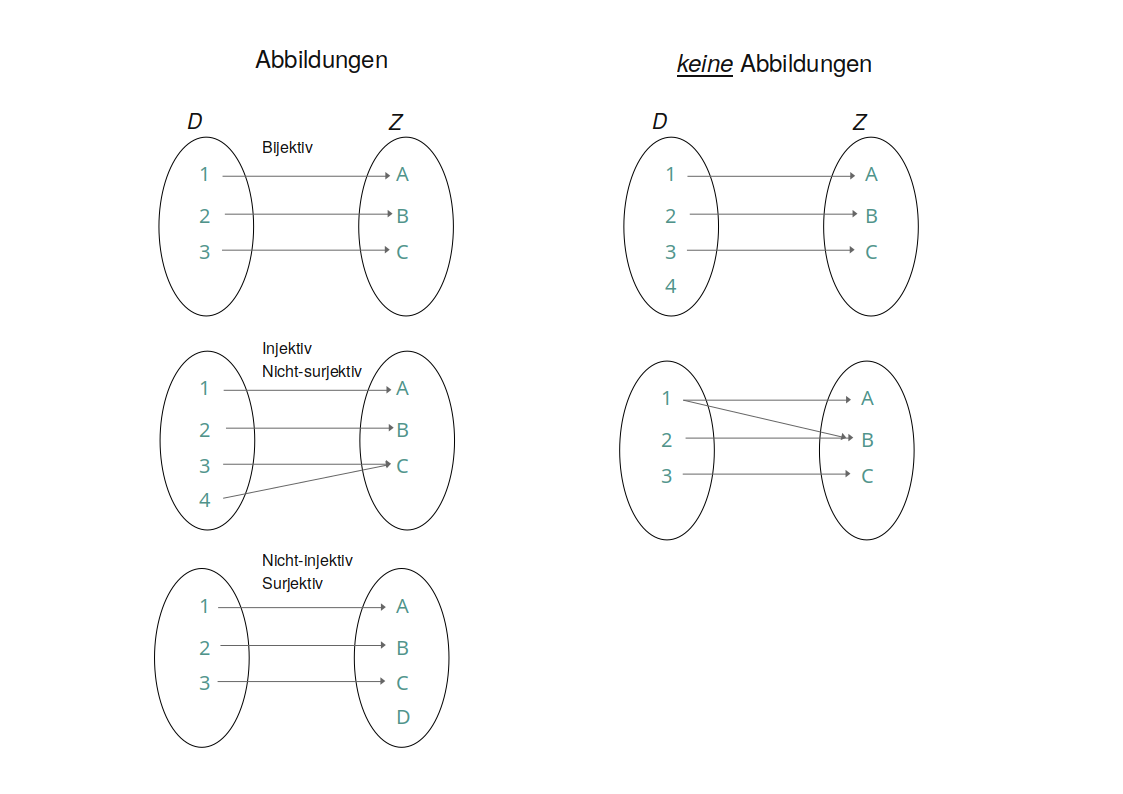 Abbildungen
D
Z
Bijektiv
1
A
2
B
3
C
Injektiv
Nicht-surjektiv
1
A
2
B
3
C
4
Nicht-injektiv
Surjektiv
1
A
2
B
3
C
D
keine Abbildungen
D
Z
1
A
2
B
3
C
4
1
A
2
B
3
C